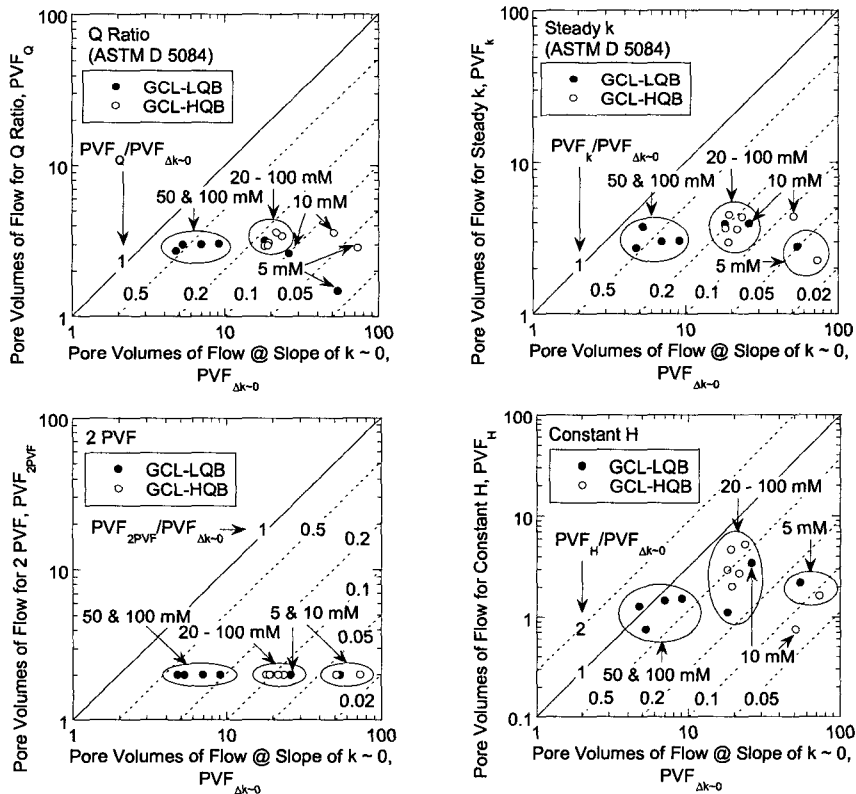 Q Ratio
(ASTM D 5084)
GCL-LQB
GCL-HQB
PVF_Q/PVF_Δk~0
20 - 100 mM
50 & 100 mM
10 mM
5 mM
1
0.5 0.2 0.1 0.05
100
10
1
1 10 100
Pore Volumes of Flow for Q Ratio, PVF_Q
Pore Volumes of Flow @ Slope of k ~ 0,
PVF_Δk~0
Steady k
(ASTM D 5084)
GCL-LQB
GCL-HQB
PVF_k/PVF_Δk~0
20 - 100 mM
50 & 100 mM
10 mM
5 mM
1
0.5 0.2 0.1 0.05 0.02
100
10
1
1 10 100
Pore Volumes of Flow for Steady k, PVF_k
Pore Volumes of Flow @ Slope of k ~ 0,
PVF_Δk~0
2 PVF
GCL-LQB
GCL-HQB
PVF_2PVF/PVF_Δk~0
1 0.5 0.2
0.1
0.05
0.02
50 & 100 mM
20 - 100 mM
5 & 10 mM
100
10
1
1 10 100
Pore Volumes of Flow for 2 PVF, PVF_2PVF
Pore Volumes of Flow @ Slope of k ~ 0,
PVF_Δk~0
Constant H
GCL-LQB
GCL-HQB
20 - 100 mM
PVF_H/PVF_Δk~0
5 mM
2
1
50 & 100 mM
10 mM
0.5 0.2 0.1 0.05
100
10
1
0.1
1 10 100
Pore Volumes of Flow for Constant H, PVF_H
Pore Volumes of Flow @ Slope of k ~ 0,
PVF_Δk~0